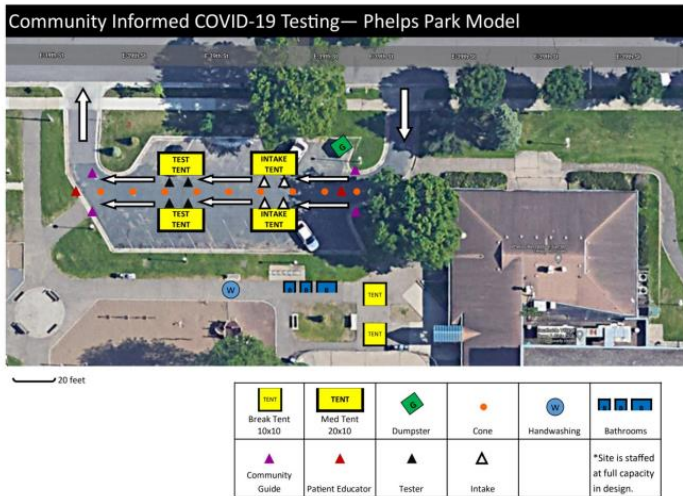 Community Informed COVID-19 Testing— Phelps Park Model
TEST
TENT
INTAKE
TENT
G
TEST
TENT
INTAKE
TENT
W
TENT
TENT
20 feet
TENT
TENT
G
W
Break Tent
10x10
Med Tent
20x10
Dumpster
Cone
Handwashing
Bathrooms
Community
Guide
Patient Educator
Tester
Intake
*Site is staffed
at full capacity
in design.